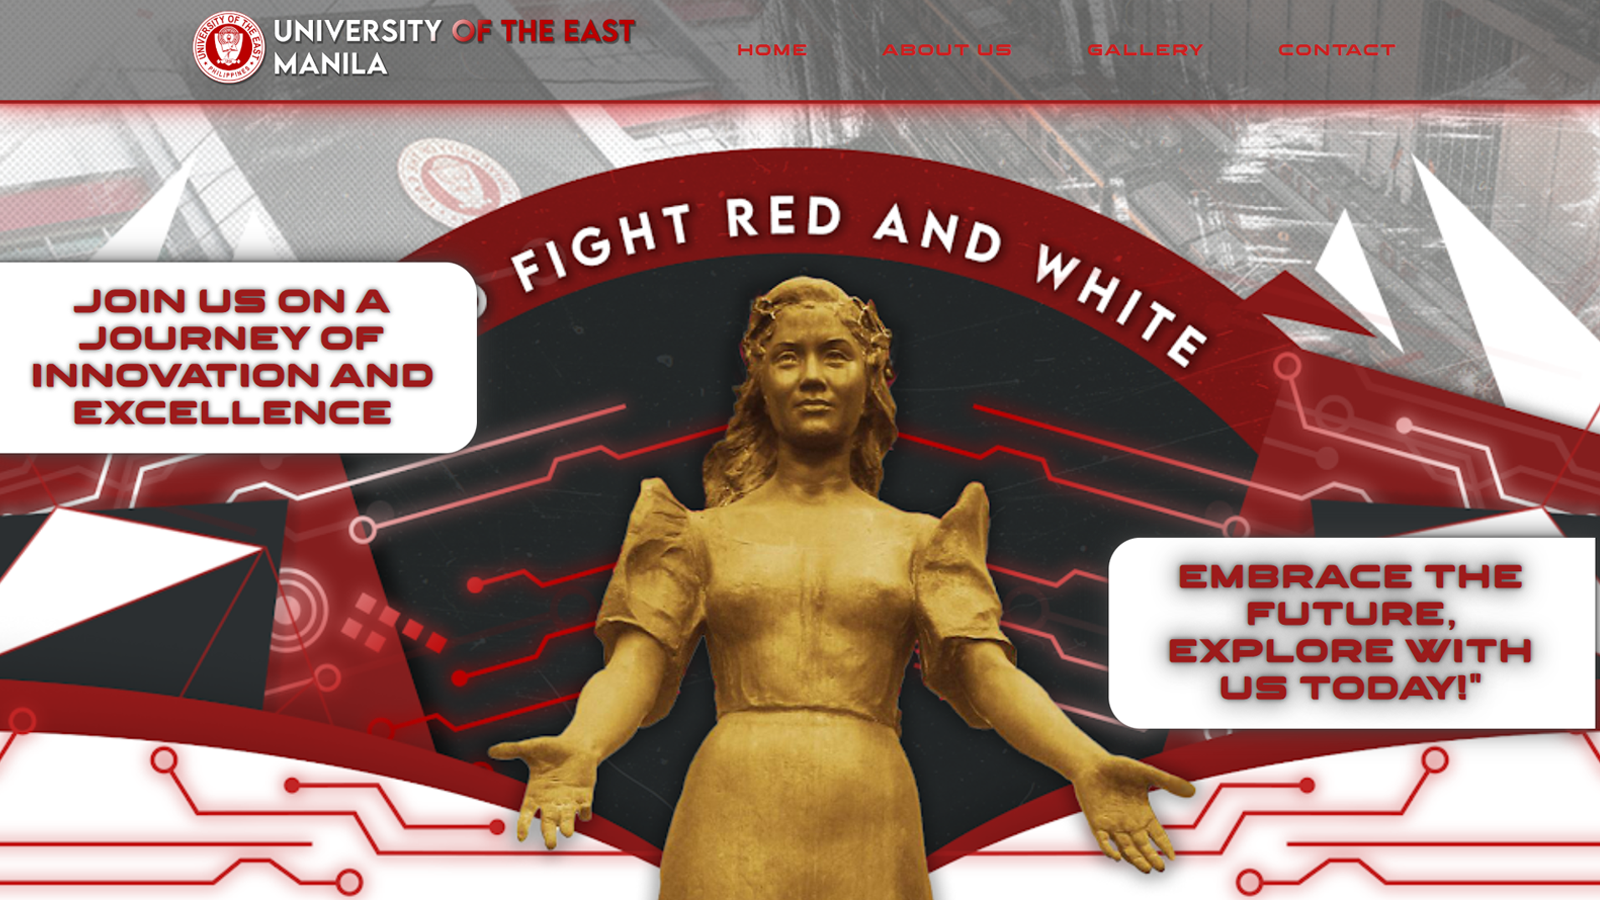 UNIVERSITY OF THE EAST
MANILA
UNIVERSITY OF THE EAST
PHILIPPINES
HOME
ABOUT US
GALLERY
CONTACT
FIGHT RED AND WHITE
JOIN US ON A
JOURNEY OF
INNOVATION AND
EXCELLENCE
EMBRACE THE
FUTURE,
EXPLORE WITH
US TODAY!"